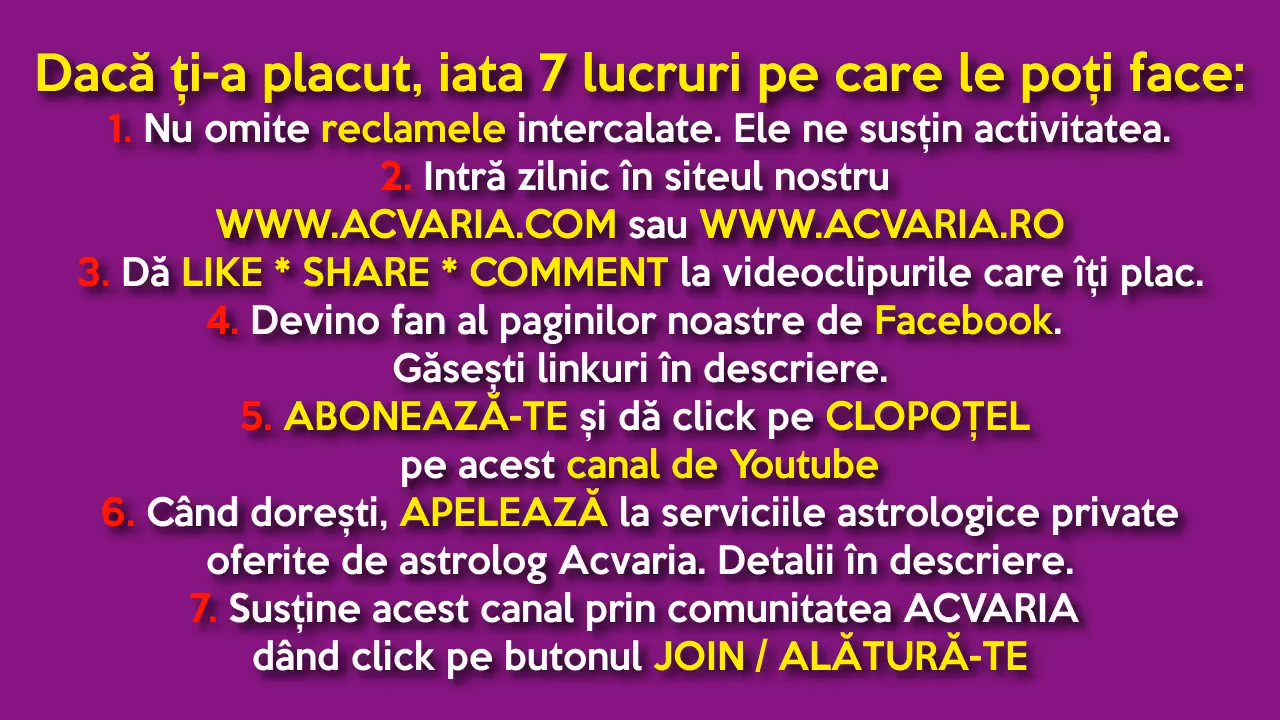 Dacă ți-a placut, iata 7 lucruri pe care le poți face:
1. Nu omite reclamele intercalate. Ele ne susțin activitatea.
2. Intră zilnic în siteul nostru
WWW.ACVARIA.COM sau WWW.ACVARIA.RO
3. Dă LIKE * SHARE * COMMENT la videoclipurile care îți plac.
4. Devino fan al paginilor noastre de Facebook.
Găsești linkuri în descriere.
5. ABONEAZĂ-TE și dă click pe CLOPOȚEL
pe acest canal de Youtube
6. Când dorești, APELEAZĂ la serviciile astrologice private
oferite de astrolog Acvaria. Detalii în descriere.
7. Susține acest canal prin comunitatea ACVARIA
dând click pe butonul JOIN / ALĂTURĂ-TE